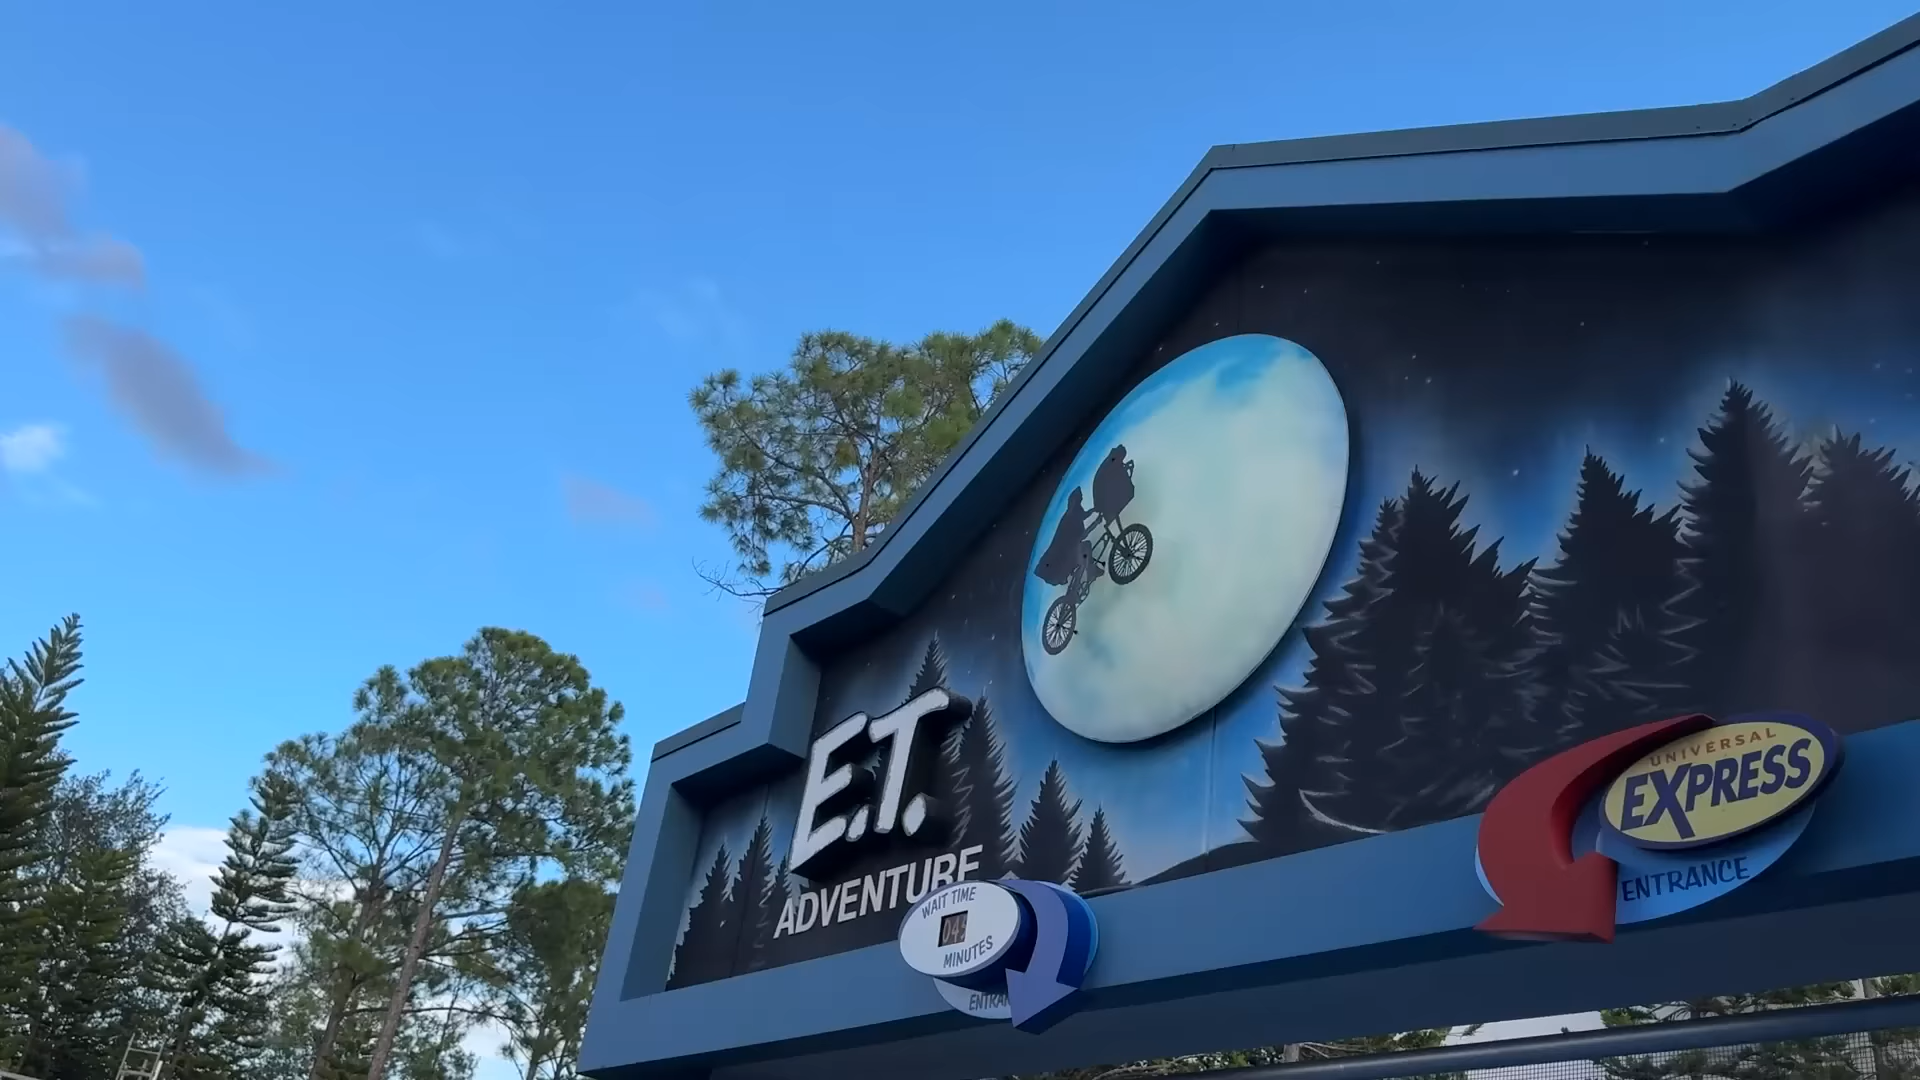 E.T.
ADVENTURE
WAIT TIME
MINUTES
UNIVERSAL
EXPRESS
ENTRANCE